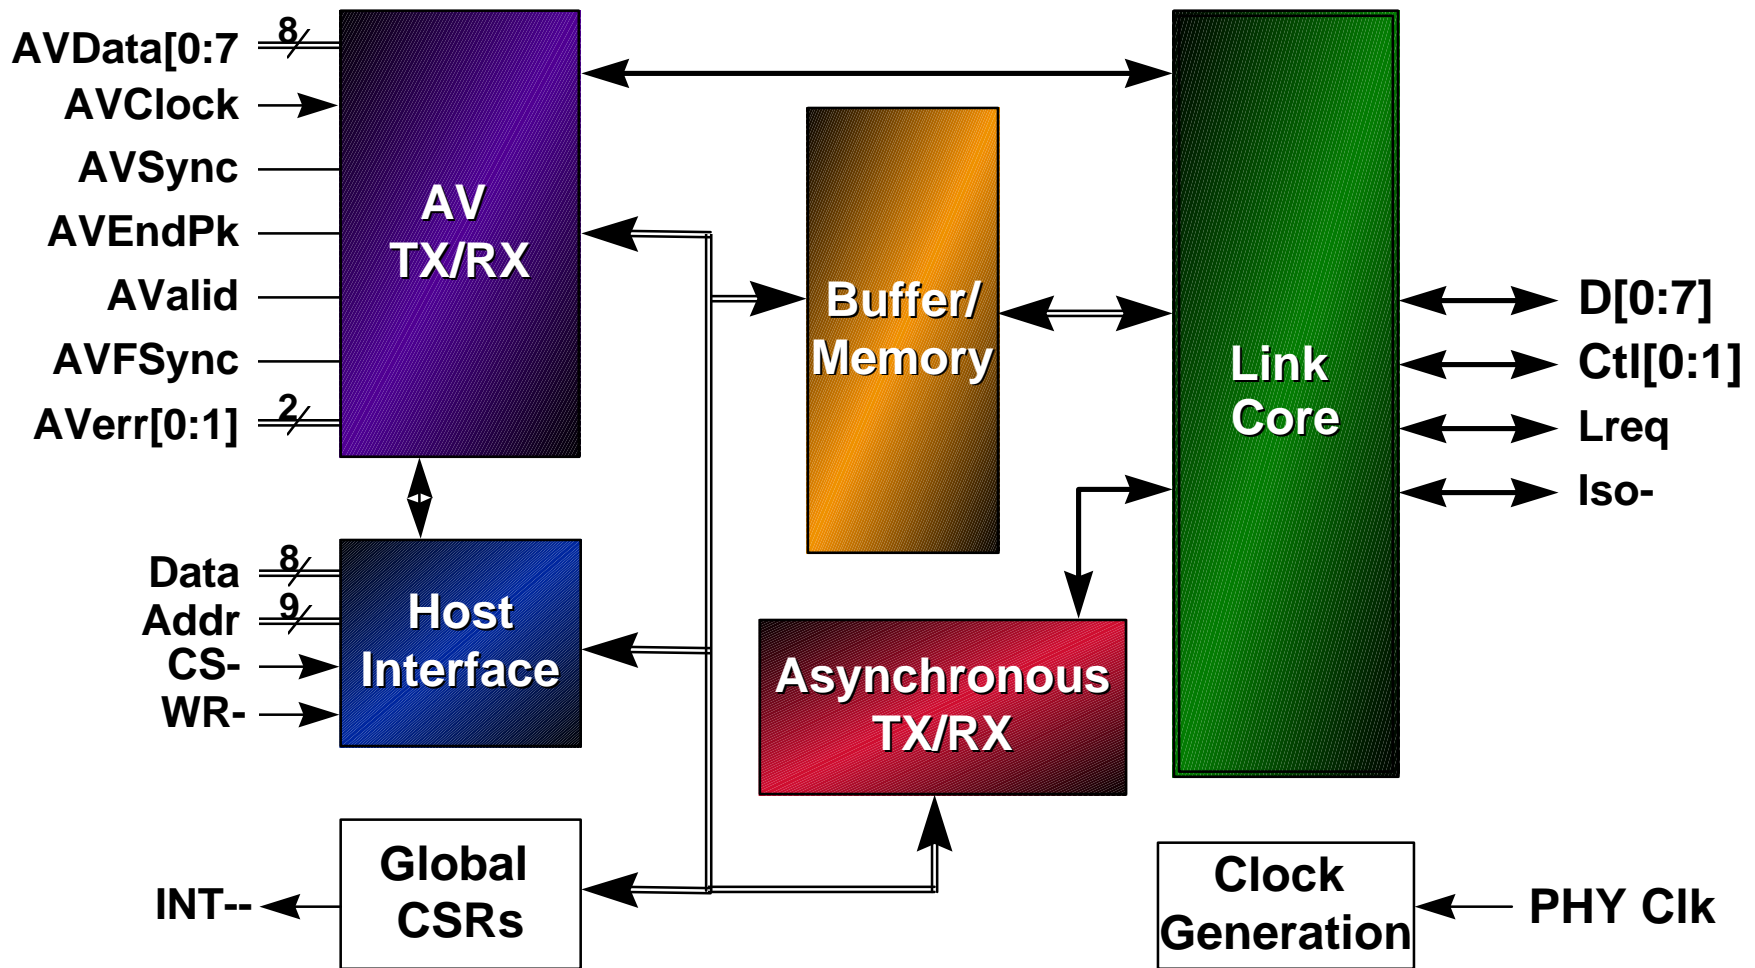 AVData[0:7
8
AVClock
AVSync
AVEndPk
AValid
AVFSync
AVerr[0:1]
2
AV
TX/RX
Buffer/
Memory
Link
Core
D[0:7]
Ctl[0:1]
Lreq
Iso-
Data
8
Addr
9
CS-
WR-
Host
Interface
Asynchronous
TX/RX
INT--
Global
CSRs
Clock
Generation
PHY Clk